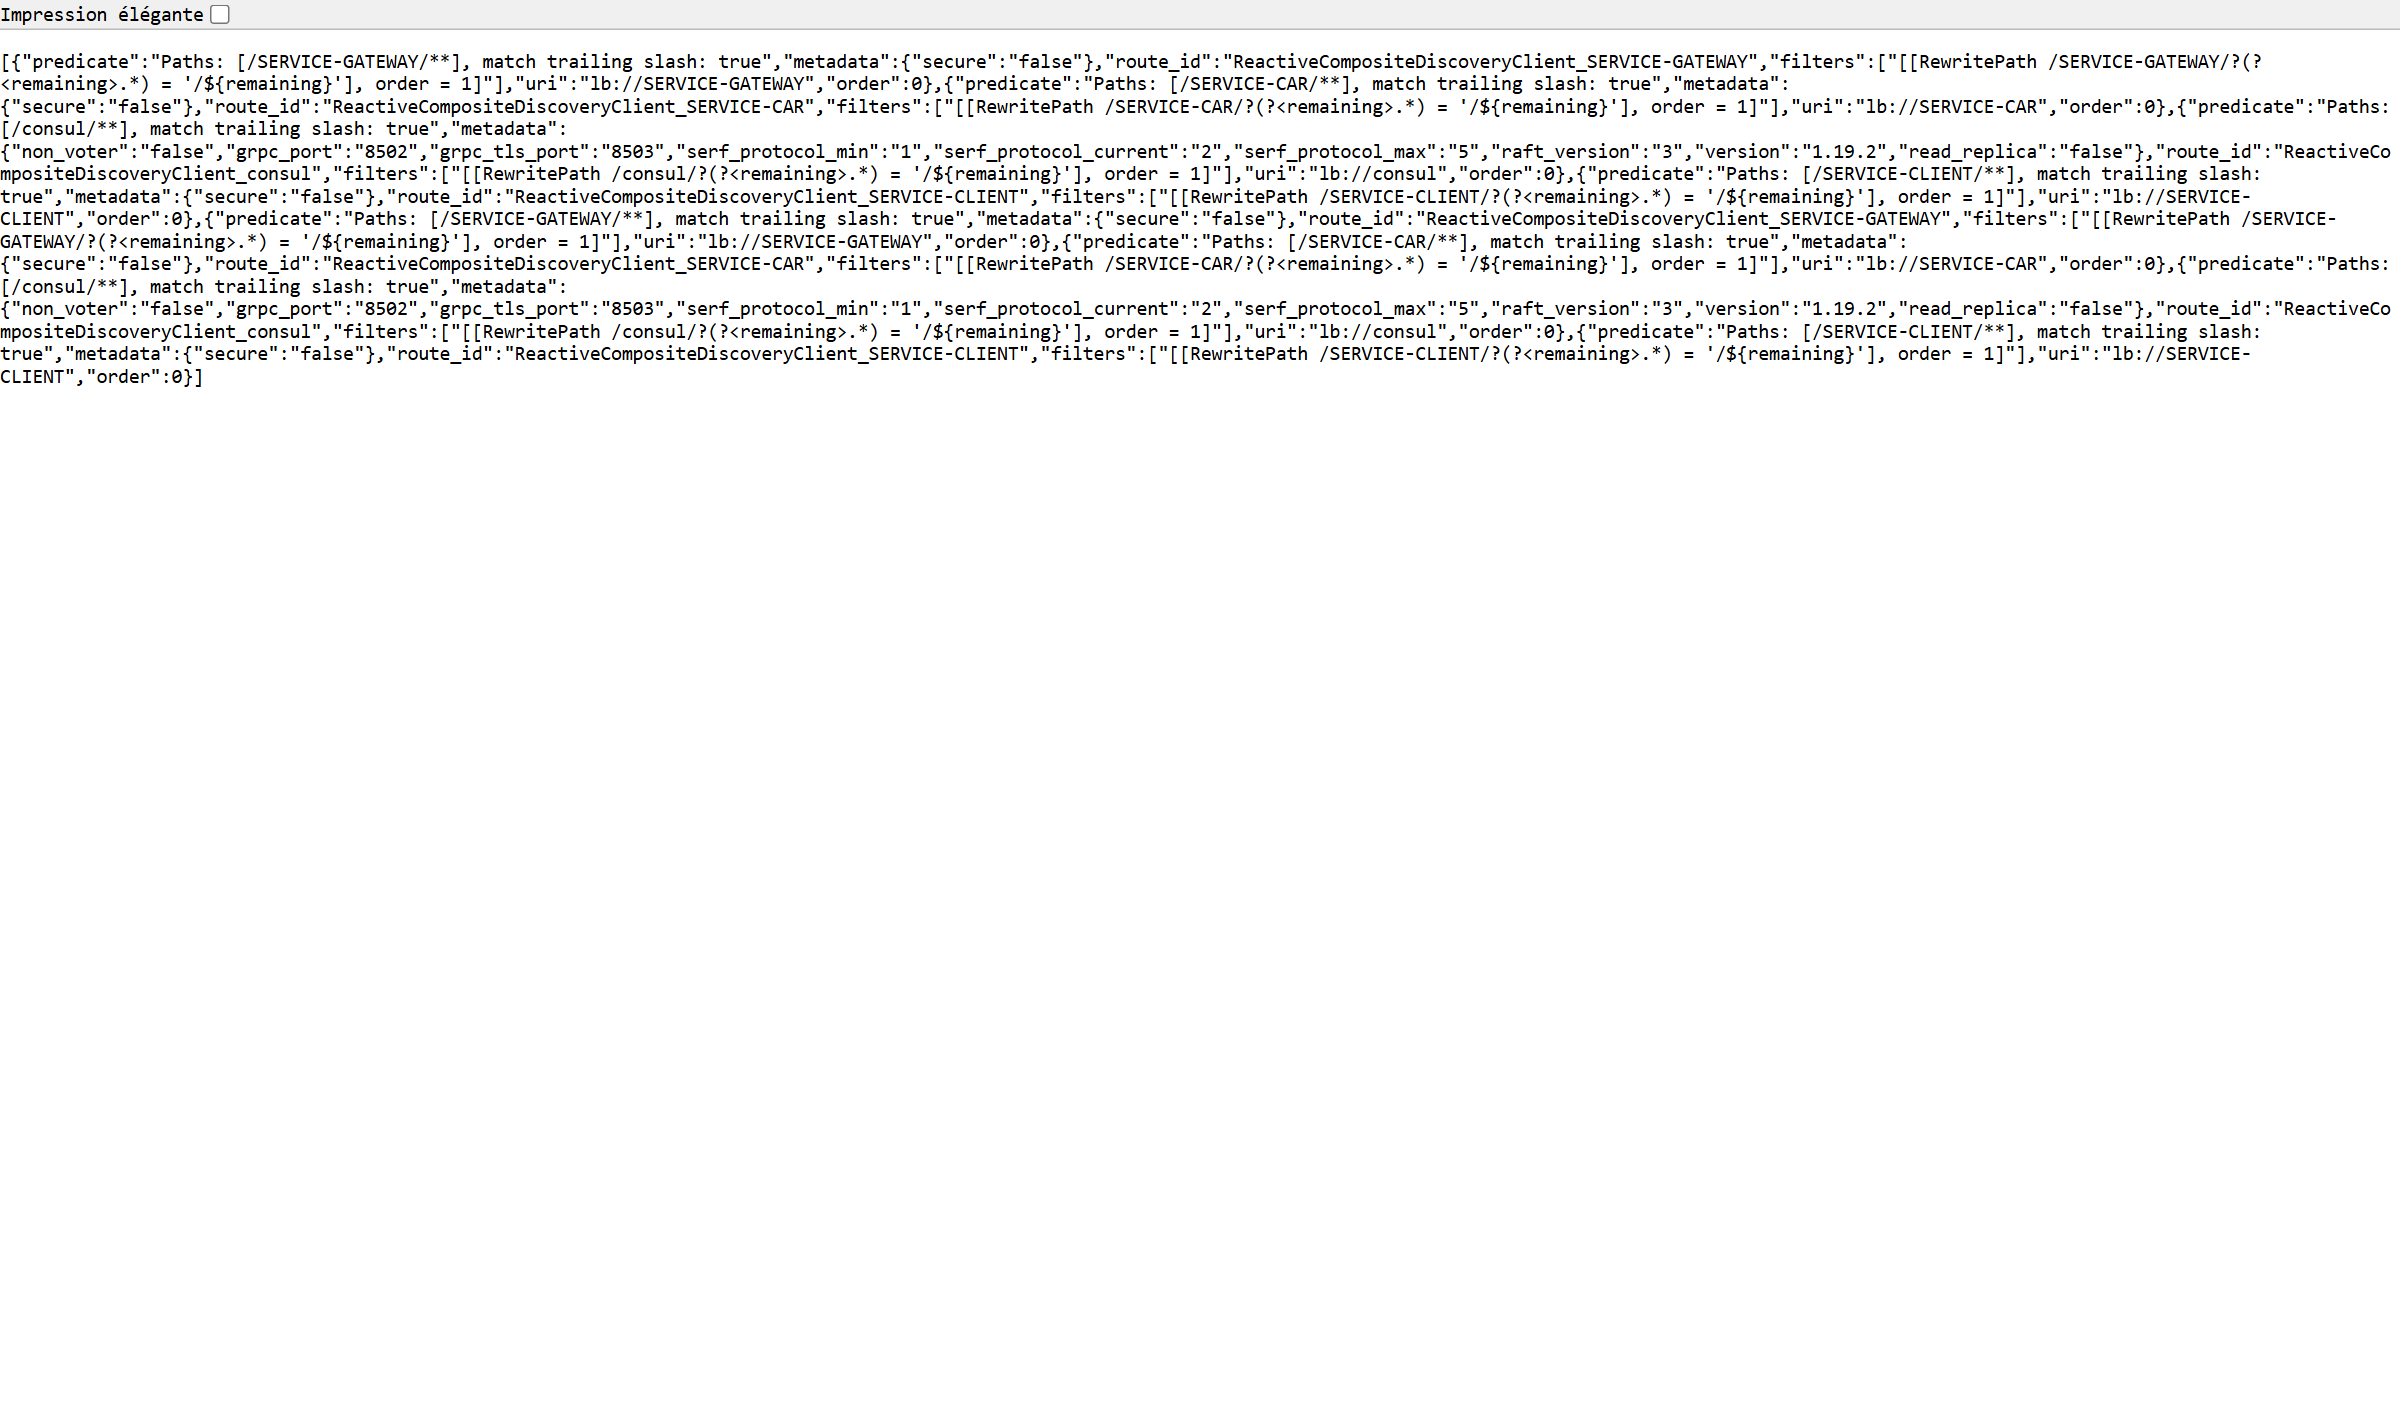 Impression élégante
[{"predicate":"Paths: [/SERVICE-GATEWAY/**], match trailing slash: true","metadata":{"secure":"false"},"route_id":"ReactiveCompositeDiscoveryClient_SERVICE-GATEWAY","filters":["[[RewritePath /SERVICE-GATEWAY/?(?
<remaining>.*) = '/${remaining}'], order = 1]"],"uri":"lb://SERVICE-GATEWAY","order":0},{"predicate":"Paths: [/SERVICE-CAR/**], match trailing slash: true","metadata":
{"secure":"false"},"route_id":"ReactiveCompositeDiscoveryClient_SERVICE-CAR","filters":["[[RewritePath /SERVICE-CAR/?(?<remaining>.*) = '/${remaining}'], order = 1]"],"uri":"lb://SERVICE-CAR","order":0},{"predicate":"Paths:
[/consul/**], match trailing slash: true","metadata":
{"non_voter":"false","grpc_port":"8502","grpc_tls_port":"8503","serf_protocol_min":"1","serf_protocol_current":"2","serf_protocol_max":"5","raft_version":"3","version":"1.19.2","read_replica":"false"},"route_id":"ReactiveCo
mpositeDiscoveryClient_consul","filters":["[[RewritePath /consul/?(?<remaining>.*) = '/${remaining}'], order = 1]"],"uri":"lb://consul","order":0},{"predicate":"Paths: [/SERVICE-CLIENT/**], match trailing slash:
true","metadata":{"secure":"false"},"route_id":"ReactiveCompositeDiscoveryClient_SERVICE-CLIENT","filters":["[[RewritePath /SERVICE-CLIENT/?(?<remaining>.*) = '/${remaining}'], order = 1]"],"uri":"lb://SERVICE-
CLIENT","order":0},{"predicate":"Paths: [/SERVICE-GATEWAY/**], match trailing slash: true","metadata":{"secure":"false"},"route_id":"ReactiveCompositeDiscoveryClient_SERVICE-GATEWAY","filters":["[[RewritePath /SERVICE-
GATEWAY/?(?<remaining>.*) = '/${remaining}'], order = 1]"],"uri":"lb://SERVICE-GATEWAY","order":0},{"predicate":"Paths: [/SERVICE-CAR/**], match trailing slash: true","metadata":
{"secure":"false"},"route_id":"ReactiveCompositeDiscoveryClient_SERVICE-CAR","filters":["[[RewritePath /SERVICE-CAR/?(?<remaining>.*) = '/${remaining}'], order = 1]"],"uri":"lb://SERVICE-CAR","order":0},{"predicate":"Paths:
[/consul/**], match trailing slash: true","metadata":
{"non_voter":"false","grpc_port":"8502","grpc_tls_port":"8503","serf_protocol_min":"1","serf_protocol_current":"2","serf_protocol_max":"5","raft_version":"3","version":"1.19.2","read_replica":"false"},"route_id":"ReactiveCo
mpositeDiscoveryClient_consul","filters":["[[RewritePath /consul/?(?<remaining>.*) = '/${remaining}'], order = 1]"],"uri":"lb://consul","order":0},{"predicate":"Paths: [/SERVICE-CLIENT/**], match trailing slash:
true","metadata":{"secure":"false"},"route_id":"ReactiveCompositeDiscoveryClient_SERVICE-CLIENT","filters":["[[RewritePath /SERVICE-CLIENT/?(?<remaining>.*) = '/${remaining}'], order = 1]"],"uri":"lb://SERVICE-
CLIENT","order":0}]